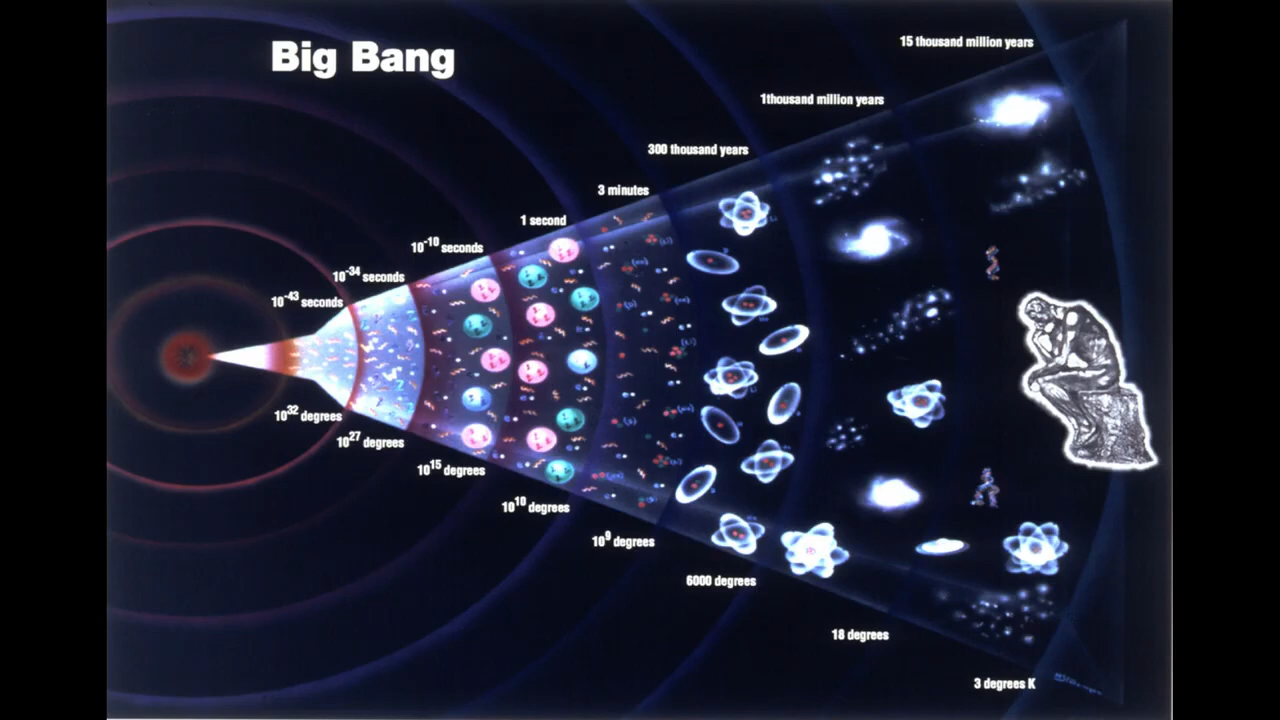 Big Bang
15 thousand million years
1thousand million years
300 thousand years
3 minutes
1 second
10-10 seconds
10-34 seconds
10-43 seconds
1032 degrees
1027 degrees
1015 degrees
1010 degrees
109 degrees
6000 degrees
18 degrees
3 degrees K